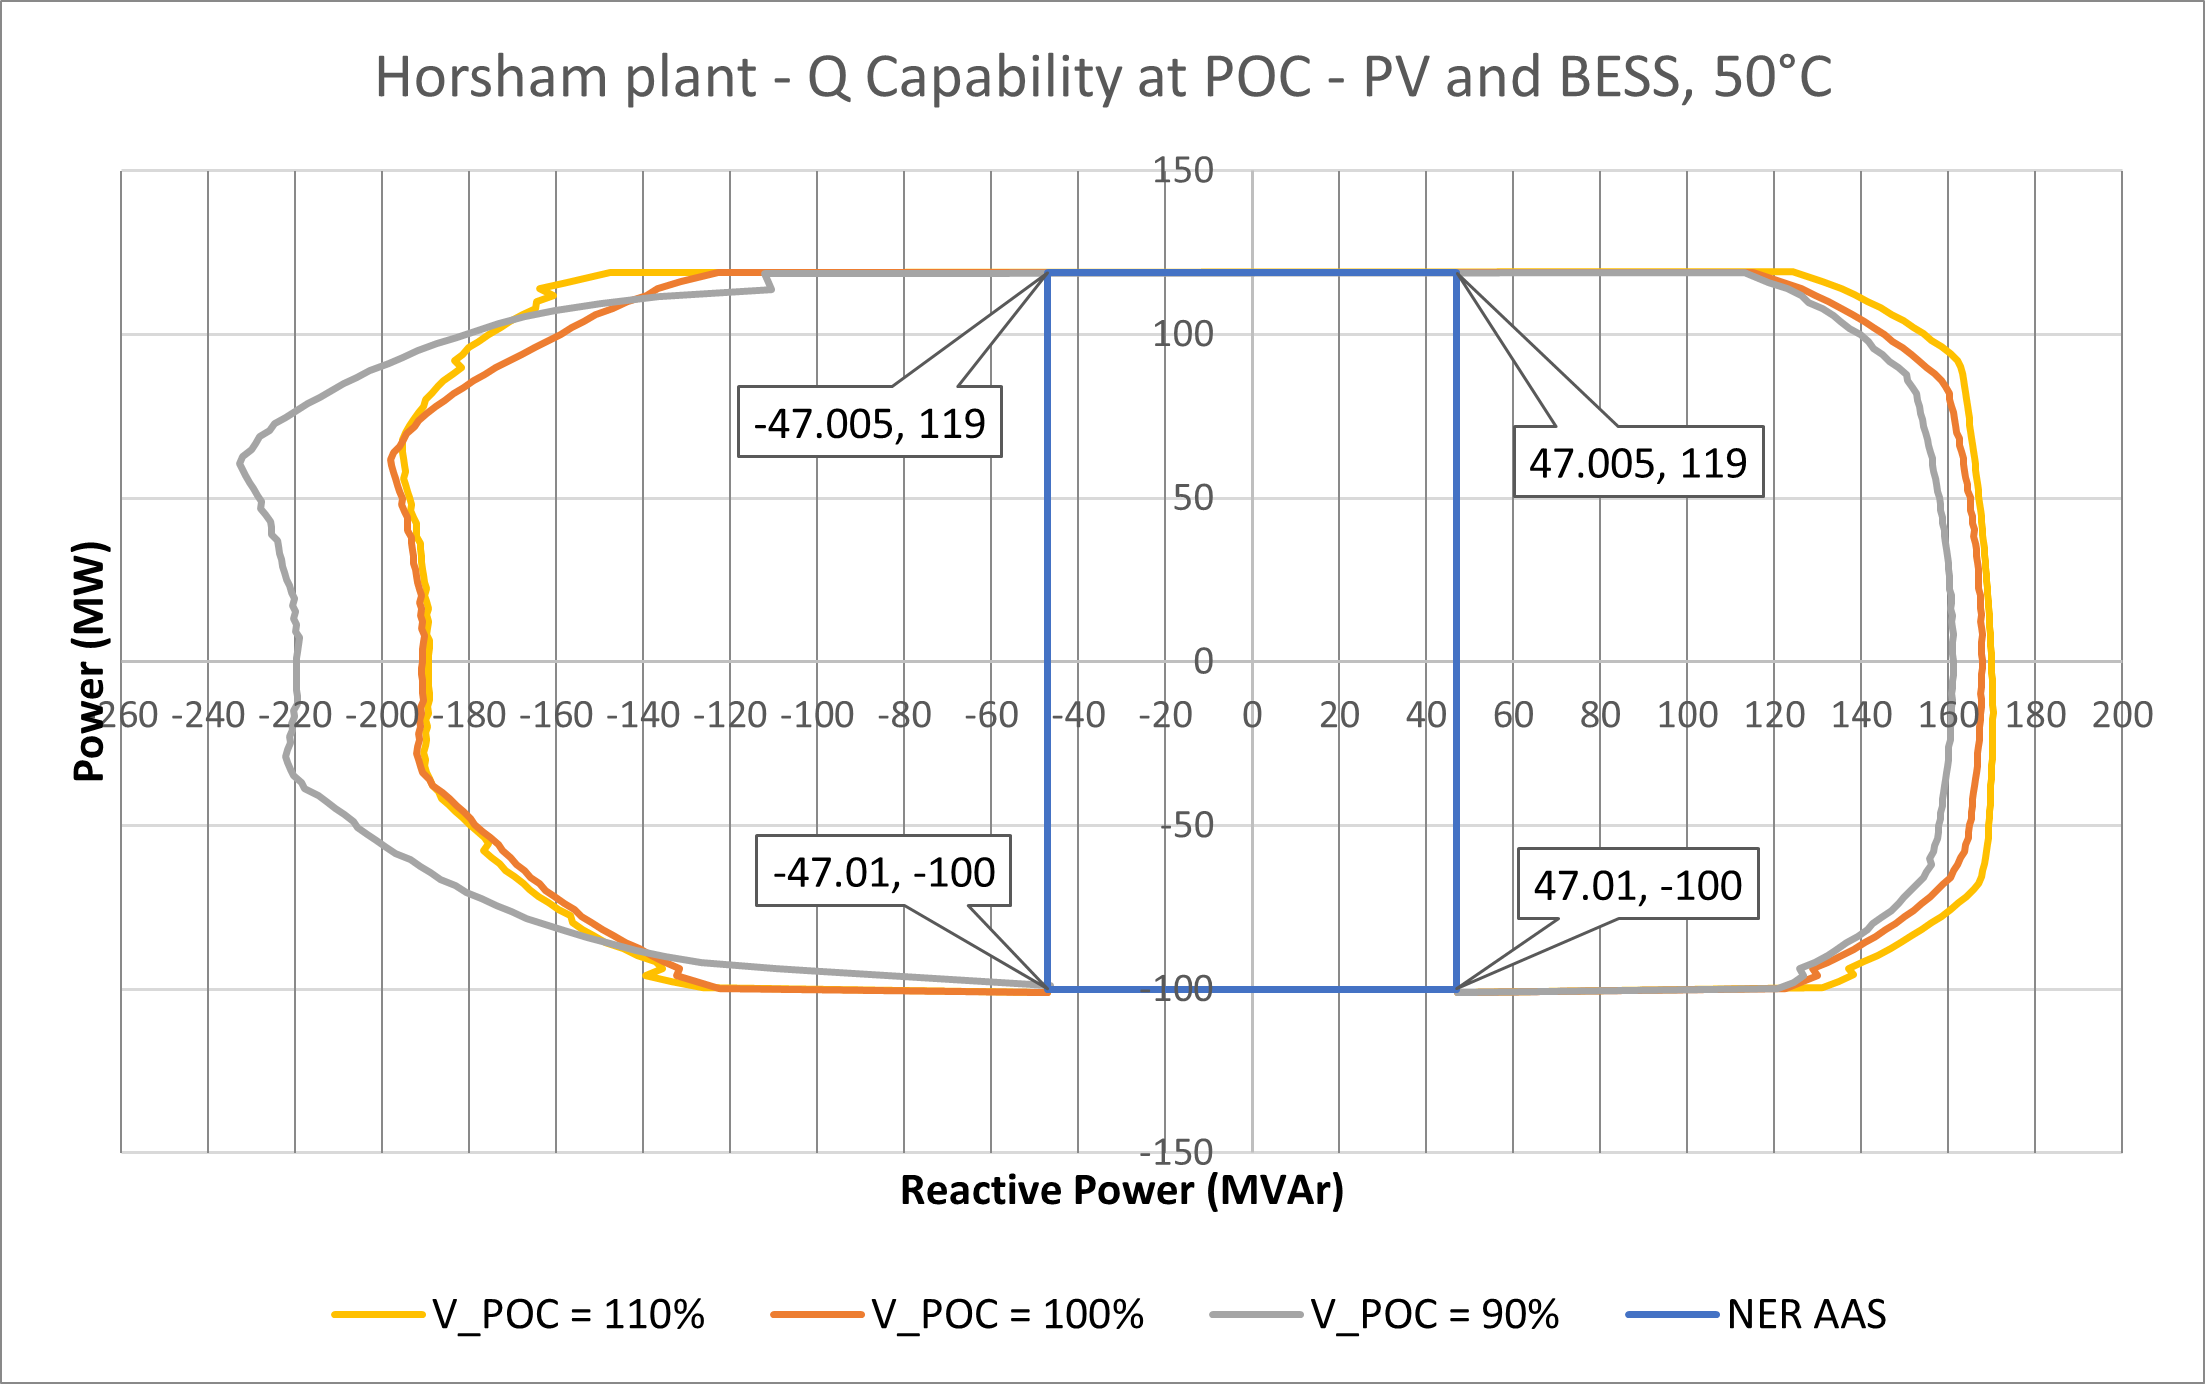 Horsham plant - Q Capability at POC - PV and BESS, 50°C
150
100
50
0
-50
-100
-150
-260 -240 -220 -200 -180 -160 -140 -120 -100 -80 -60 -40 -20 0 20 40 60 80 100 120 140 160 180 200
-47.005, 119
47.005, 119
-47.01, -100
47.01, -100
Power (MW)
Reactive Power (MVAr)
V_POC = 110% V_POC = 100% V_POC = 90% NER AAS